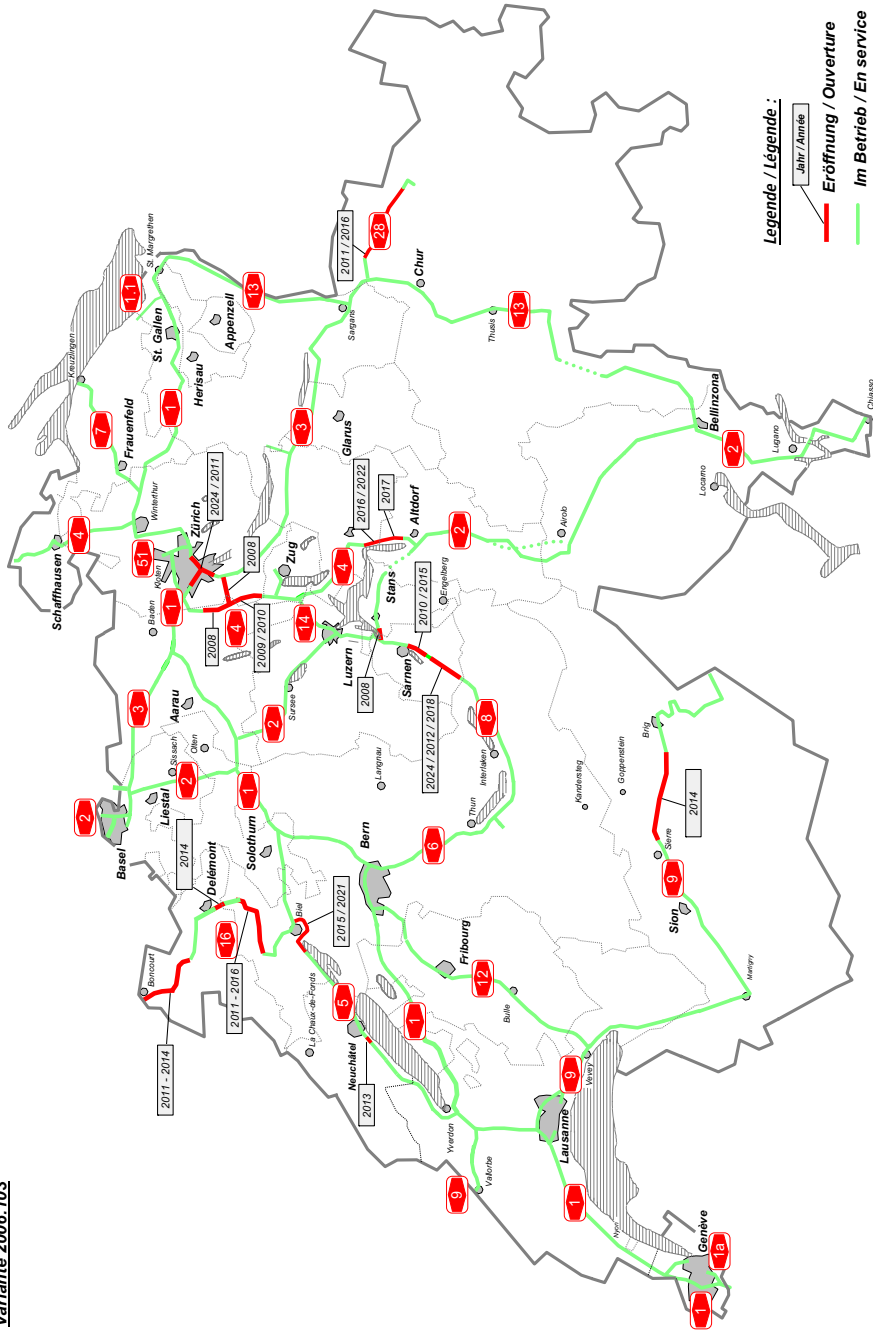 Variante 2006.103
Schaffhausen
4
Kreuzlingen
7
Frauenfeld
Winterthur
1
St. Gallen
1.1
St. Margrethen
Herisau
Appenzell
13
Basel
2
3
Baden
1
Kloten
51
Zürich
2024 / 2011
Boncourt
2011 - 2014
Delémont
2014
Liestal
Sissach
2
Olten
Aarau
2008
4
2009 / 2010
2008
Zug
3
Sargans
16
2011 - 2016
Solothurn
1
2
Sursee
14
Luzern
4
2016 / 2022
Glarus
2011 / 2016
28
La Chaux-de-Fonds
Biel
2015 / 2021
Langnau
2008
Stans
2017
Altdorf
Chur
5
Neuchâtel
2013
Bern
Sarnen
2010 / 2015
Engelberg
2
2024 / 2012 / 2018
8
Interlaken
Thun
6
Thusis
13
1
Fribourg
12
Bulle
Yverdon
9
Vallorbe
Kandersteg
Goppenstein
Airolo
Lausanne
9
Vevey
1
Nyon
Sierre
9
Sion
2014
Brig
Martigny
Locarno
Bellinzona
2
Lugano
Chiasso
Genève
1
1a
Legende / Légende :
Jahr / Année
Eröffnung / Ouverture
Im Betrieb / En service